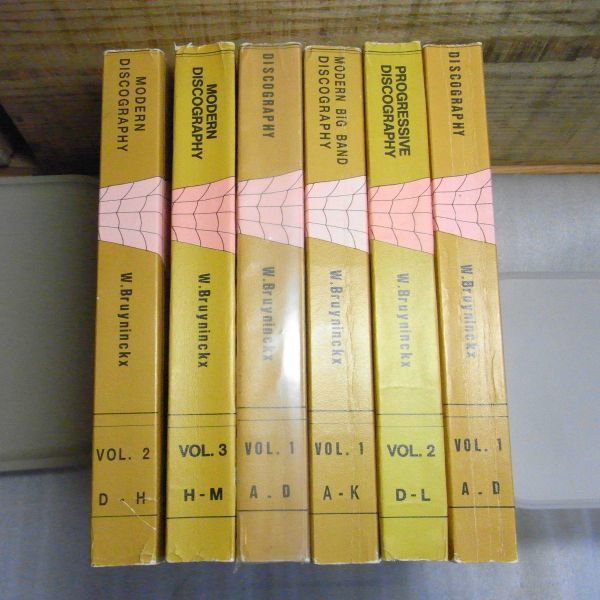 MODERN
DISCOGRAPHY
W.Bruyninckx
VOL. 2
D - H
MODERN
DISCOGRAPHY
W.Bruyninckx
VOL. 3
H-M
DISCOGRAPHY
W.Bruyninckx
VOL. 1
A - D
MODERN BiG BAND
DISCOGRAPHY
W.Bruyninckx
VOL. 1
A-K
PROGRESSIVE
DISCOGRAPHY
W.Bruyninckx
VOL. 2
D-L
DISCOGRAPHY
W.Bruyninckx
VOL. 1
A - D